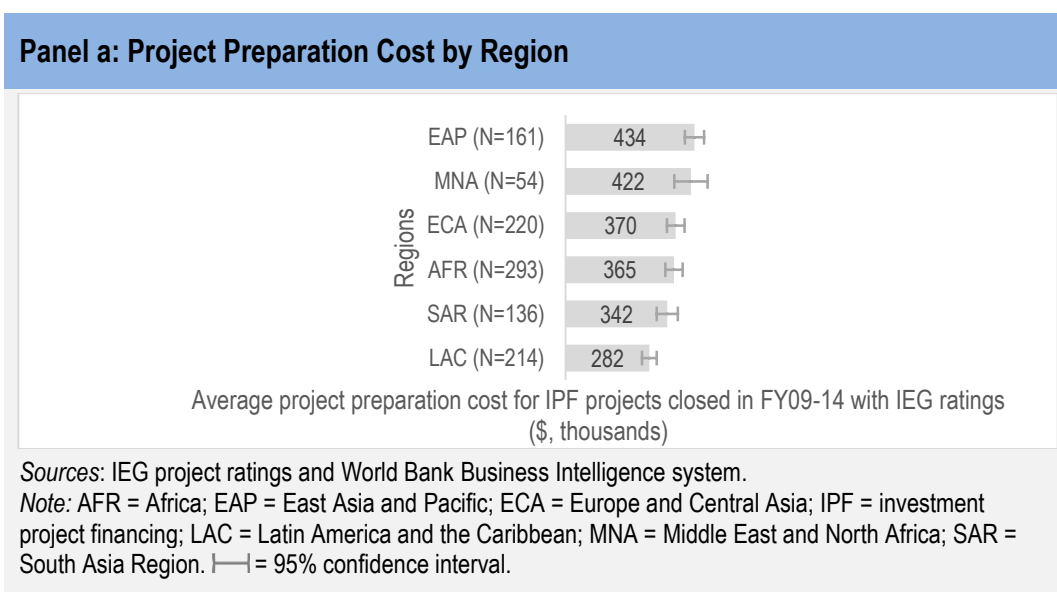 Panel a: Project Preparation Cost by Region
EAP (N=161) 434
MNA (N=54) 422
ECA (N=220) 370
Regions
AFR (N=293) 365
SAR (N=136) 342
LAC (N=214) 282
Average project preparation cost for IPF projects closed in FY09-14 with IEG ratings
($, thousands)
Sources: IEG project ratings and World Bank Business Intelligence system.
Note: AFR = Africa; EAP = East Asia and Pacific; ECA = Europe and Central Asia; IPF = investment
project financing; LAC = Latin America and the Caribbean; MNA = Middle East and North Africa; SAR =
South Asia Region. = 95% confidence interval.